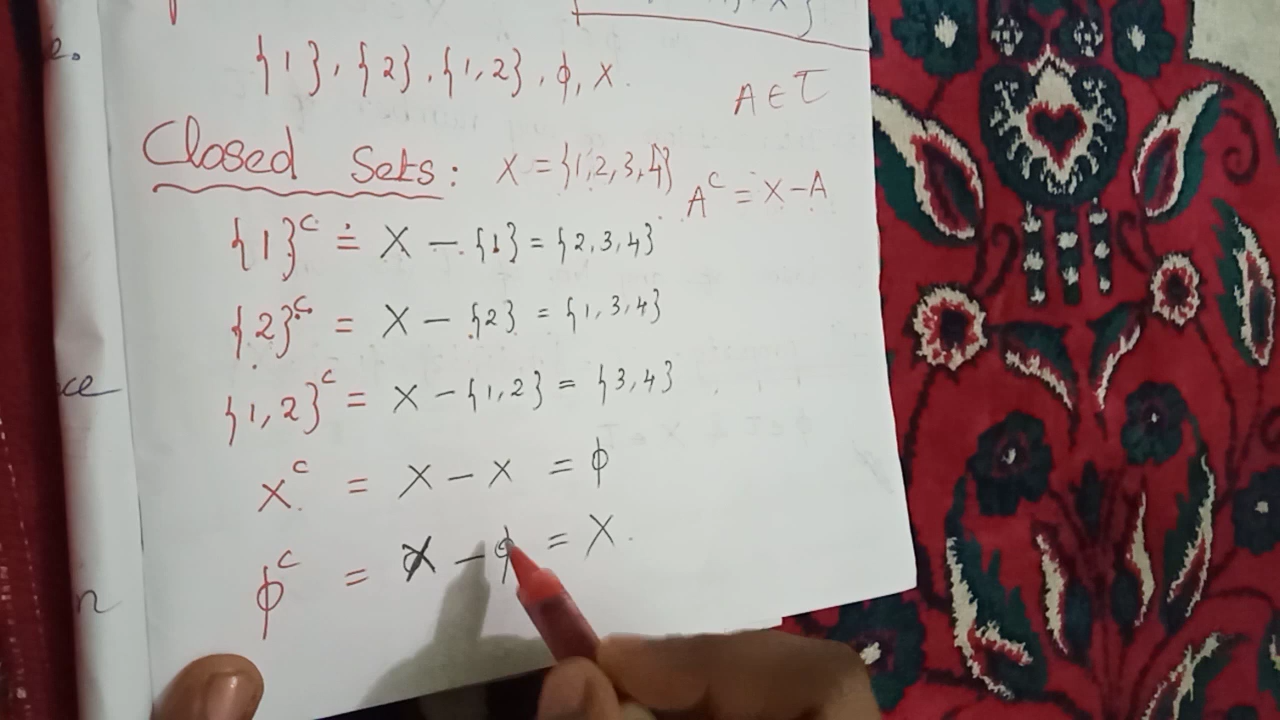 {1}, {2}, {1,2}, ϕ, X.
A ∈ τ
Closed Sets: X = {1,2,3,4}
A^c = X - A
{1}^c = X - {1} = {2,3,4}
{2}^c = X - {2} = {1,3,4}
{1,2}^c = X - {1,2} = {3,4}
X^c = X - X = ϕ
ϕ^c = X - ϕ = X.